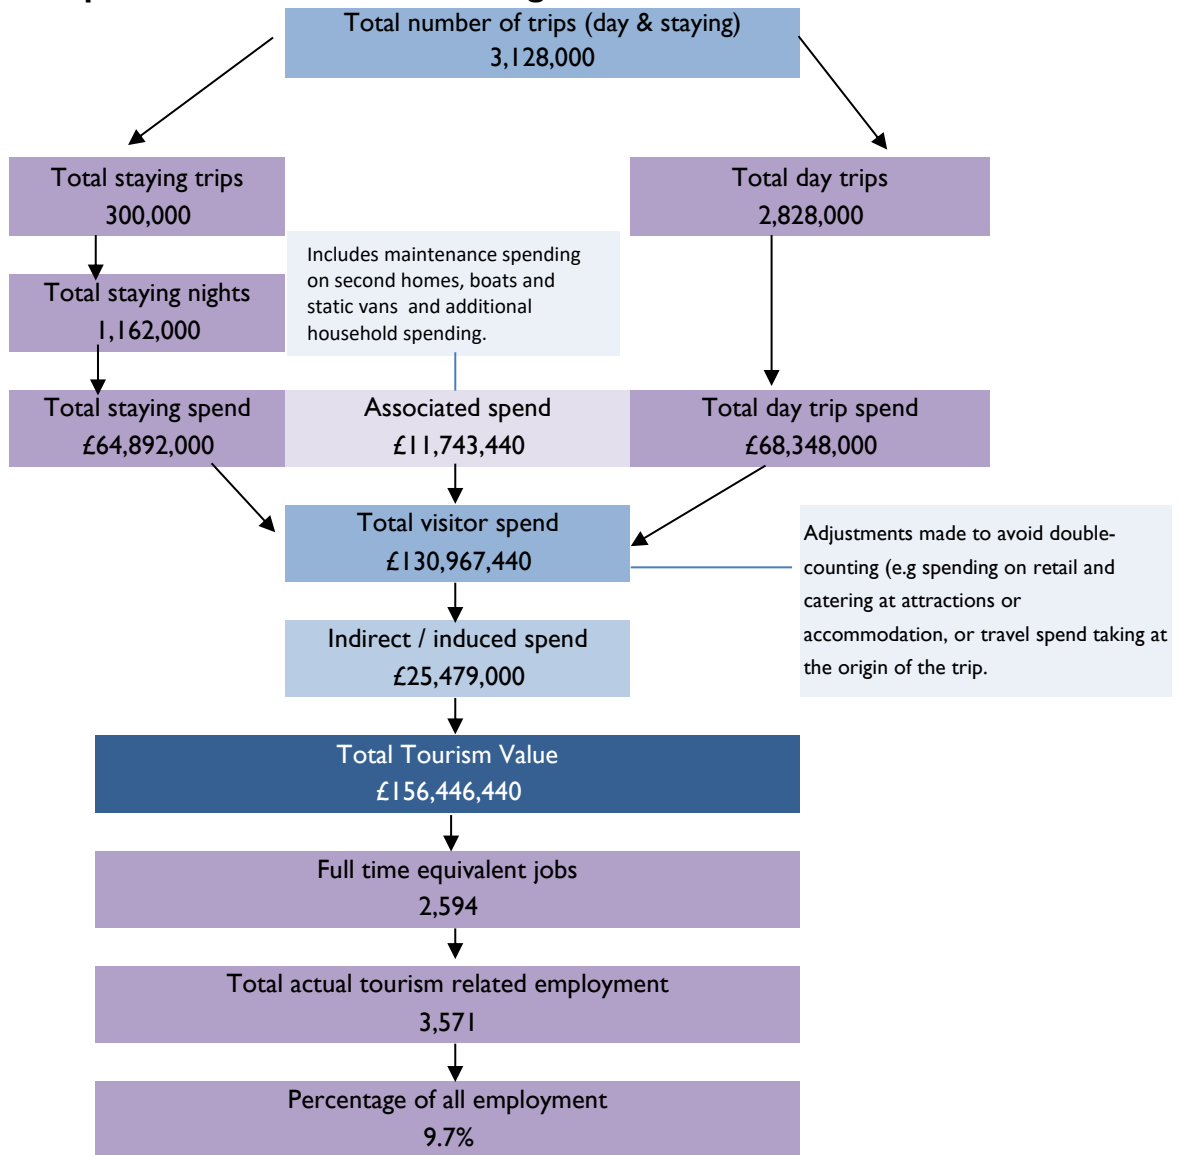 Total number of trips (day & staying)
3,128,000
Total staying trips
300,000
Total day trips
2,828,000
Includes maintenance spending
on second homes, boats and
static vans and additional
household spending.
Total staying nights
1,162,000
Total staying spend
£64,892,000
Associated spend
£11,743,440
Total day trip spend
£68,348,000
Total visitor spend
£130,967,440
Adjustments made to avoid double-
counting (e.g spending on retail and
catering at attractions or
accommodation, or travel spend taking at
the origin of the trip.
Indirect / induced spend
£25,479,000
Total Tourism Value
£156,446,440
Full time equivalent jobs
2,594
Total actual tourism related employment
3,571
Percentage of all employment
9.7%